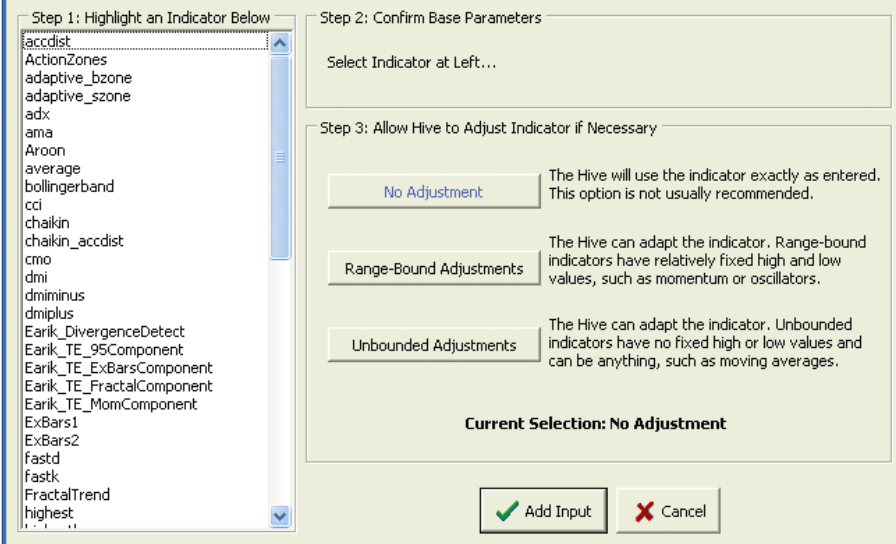 Step 1: Highlight an Indicator Below
accdist
ActionZones
adaptive_bzone
adaptive_szone
adx
ama
Aroon
average
bollingerband
cci
chaikin
chaikin_accdist
cmo
dmi
dmiminus
dmiplus
Earik_DivergenceDetect
Earik_TE_95Component
Earik_TE_ExBarsComponent
Earik_TE_FractalComponent
Earik_TE_MomComponent
ExBars1
ExBars2
fastd
fastk
FractalTrend
highest
Step 2: Confirm Base Parameters
Select Indicator at Left...
Step 3: Allow Hive to Adjust Indicator if Necessary
No Adjustment
The Hive will use the indicator exactly as entered.
This option is not usually recommended.
Range-Bound Adjustments
The Hive can adapt the indicator. Range-bound
indicators have relatively fixed high and low
values, such as momentum or oscillators.
Unbounded Adjustments
The Hive can adapt the indicator. Unbounded
indicators have no fixed high or low values and
can be anything, such as moving averages.
Current Selection: No Adjustment
Add Input
Cancel